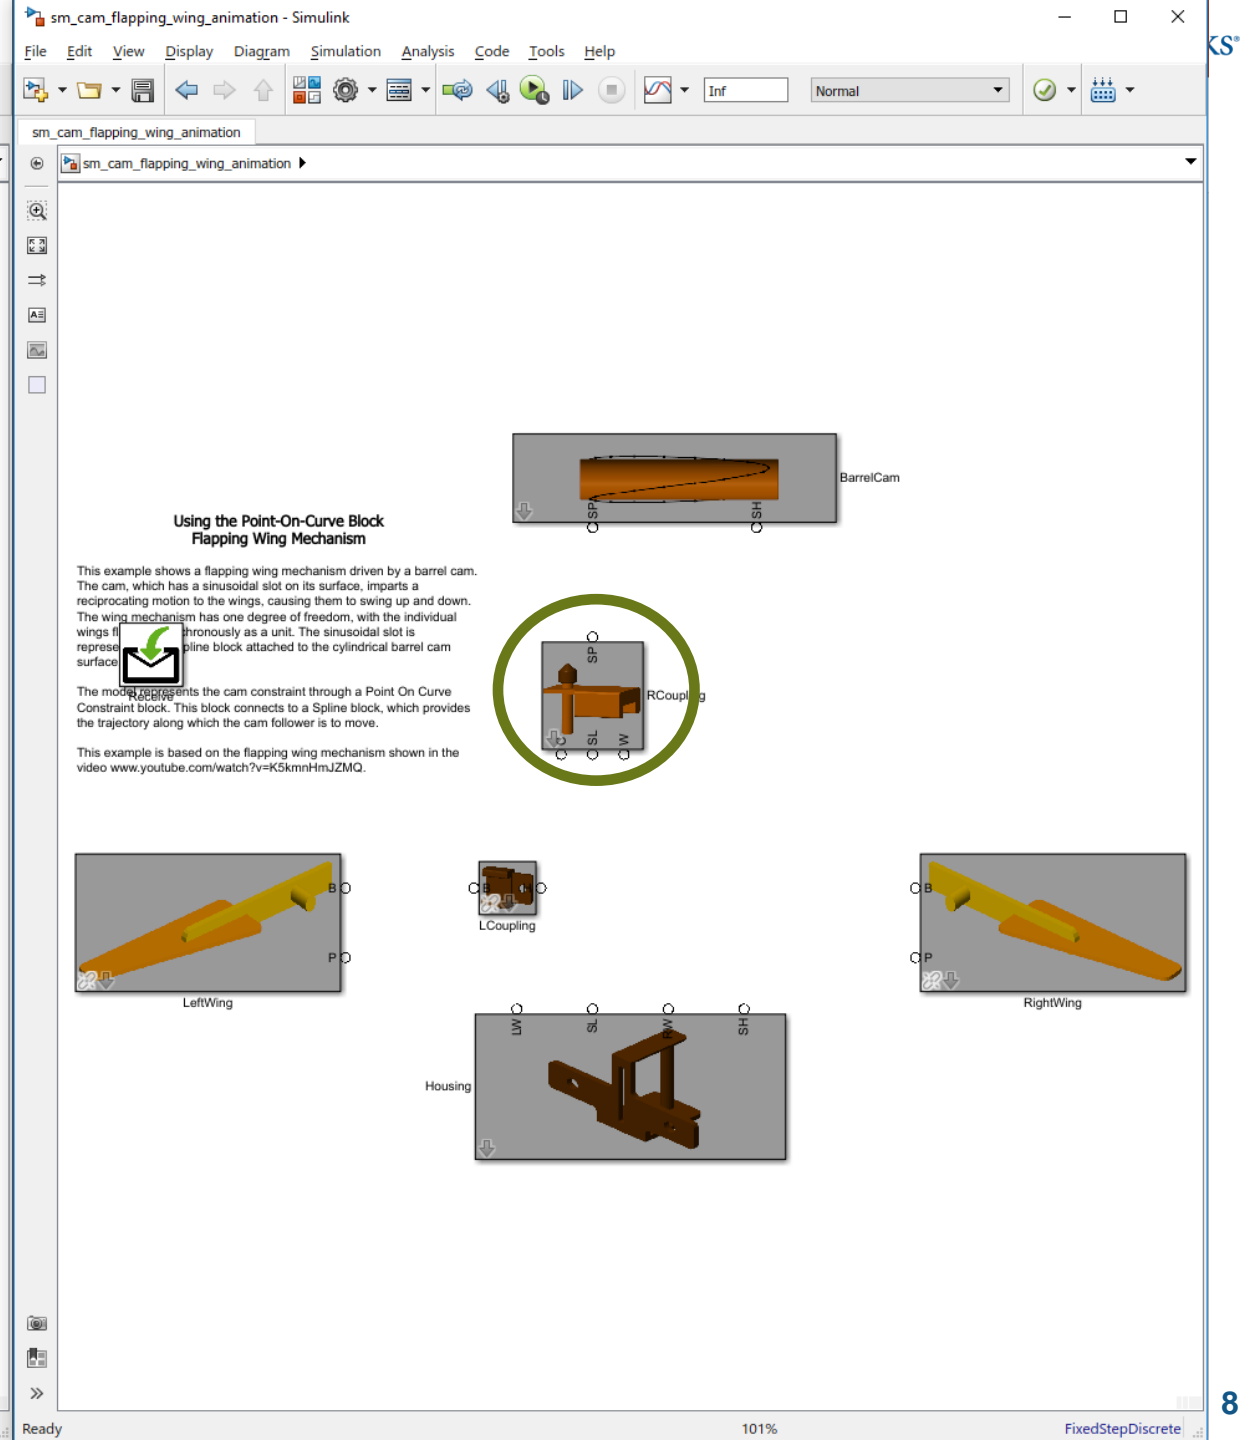 sm_cam_flapping_wing_animation - Simulink
KS®
File Edit View Display Diagram Simulation Analysis Code Tools Help
Inf Normal
sm_cam_flapping_wing_animation
sm_cam_flapping_wing_animation
BarrelCam
SP SH
Using the Point-On-Curve Block
Flapping Wing Mechanism
This example shows a flapping wing mechanism driven by a barrel cam.
The cam, which has a sinusoidal slot on its surface, imparts a
reciprocating motion to the wings, causing them to swing up and down.
The wing mechanism has one degree of freedom, with the individual
wings fl hronously as a unit. The sinusoidal slot is
represe pline block attached to the cylindrical barrel cam
surface
Receive
The model represents the cam constraint through a Point On Curve
Constraint block. This block connects to a Spline block, which provides
the trajectory along which the cam follower is to move.
This example is based on the flapping wing mechanism shown in the
video www.youtube.com/watch?v=K5kmnHmJZMQ.
SP
RCoupling
C SL W
B
P
LeftWing
B
LCoupling
B
P
RightWing
LW SL RW SH
Housing
8
Ready 101% FixedStepDiscrete